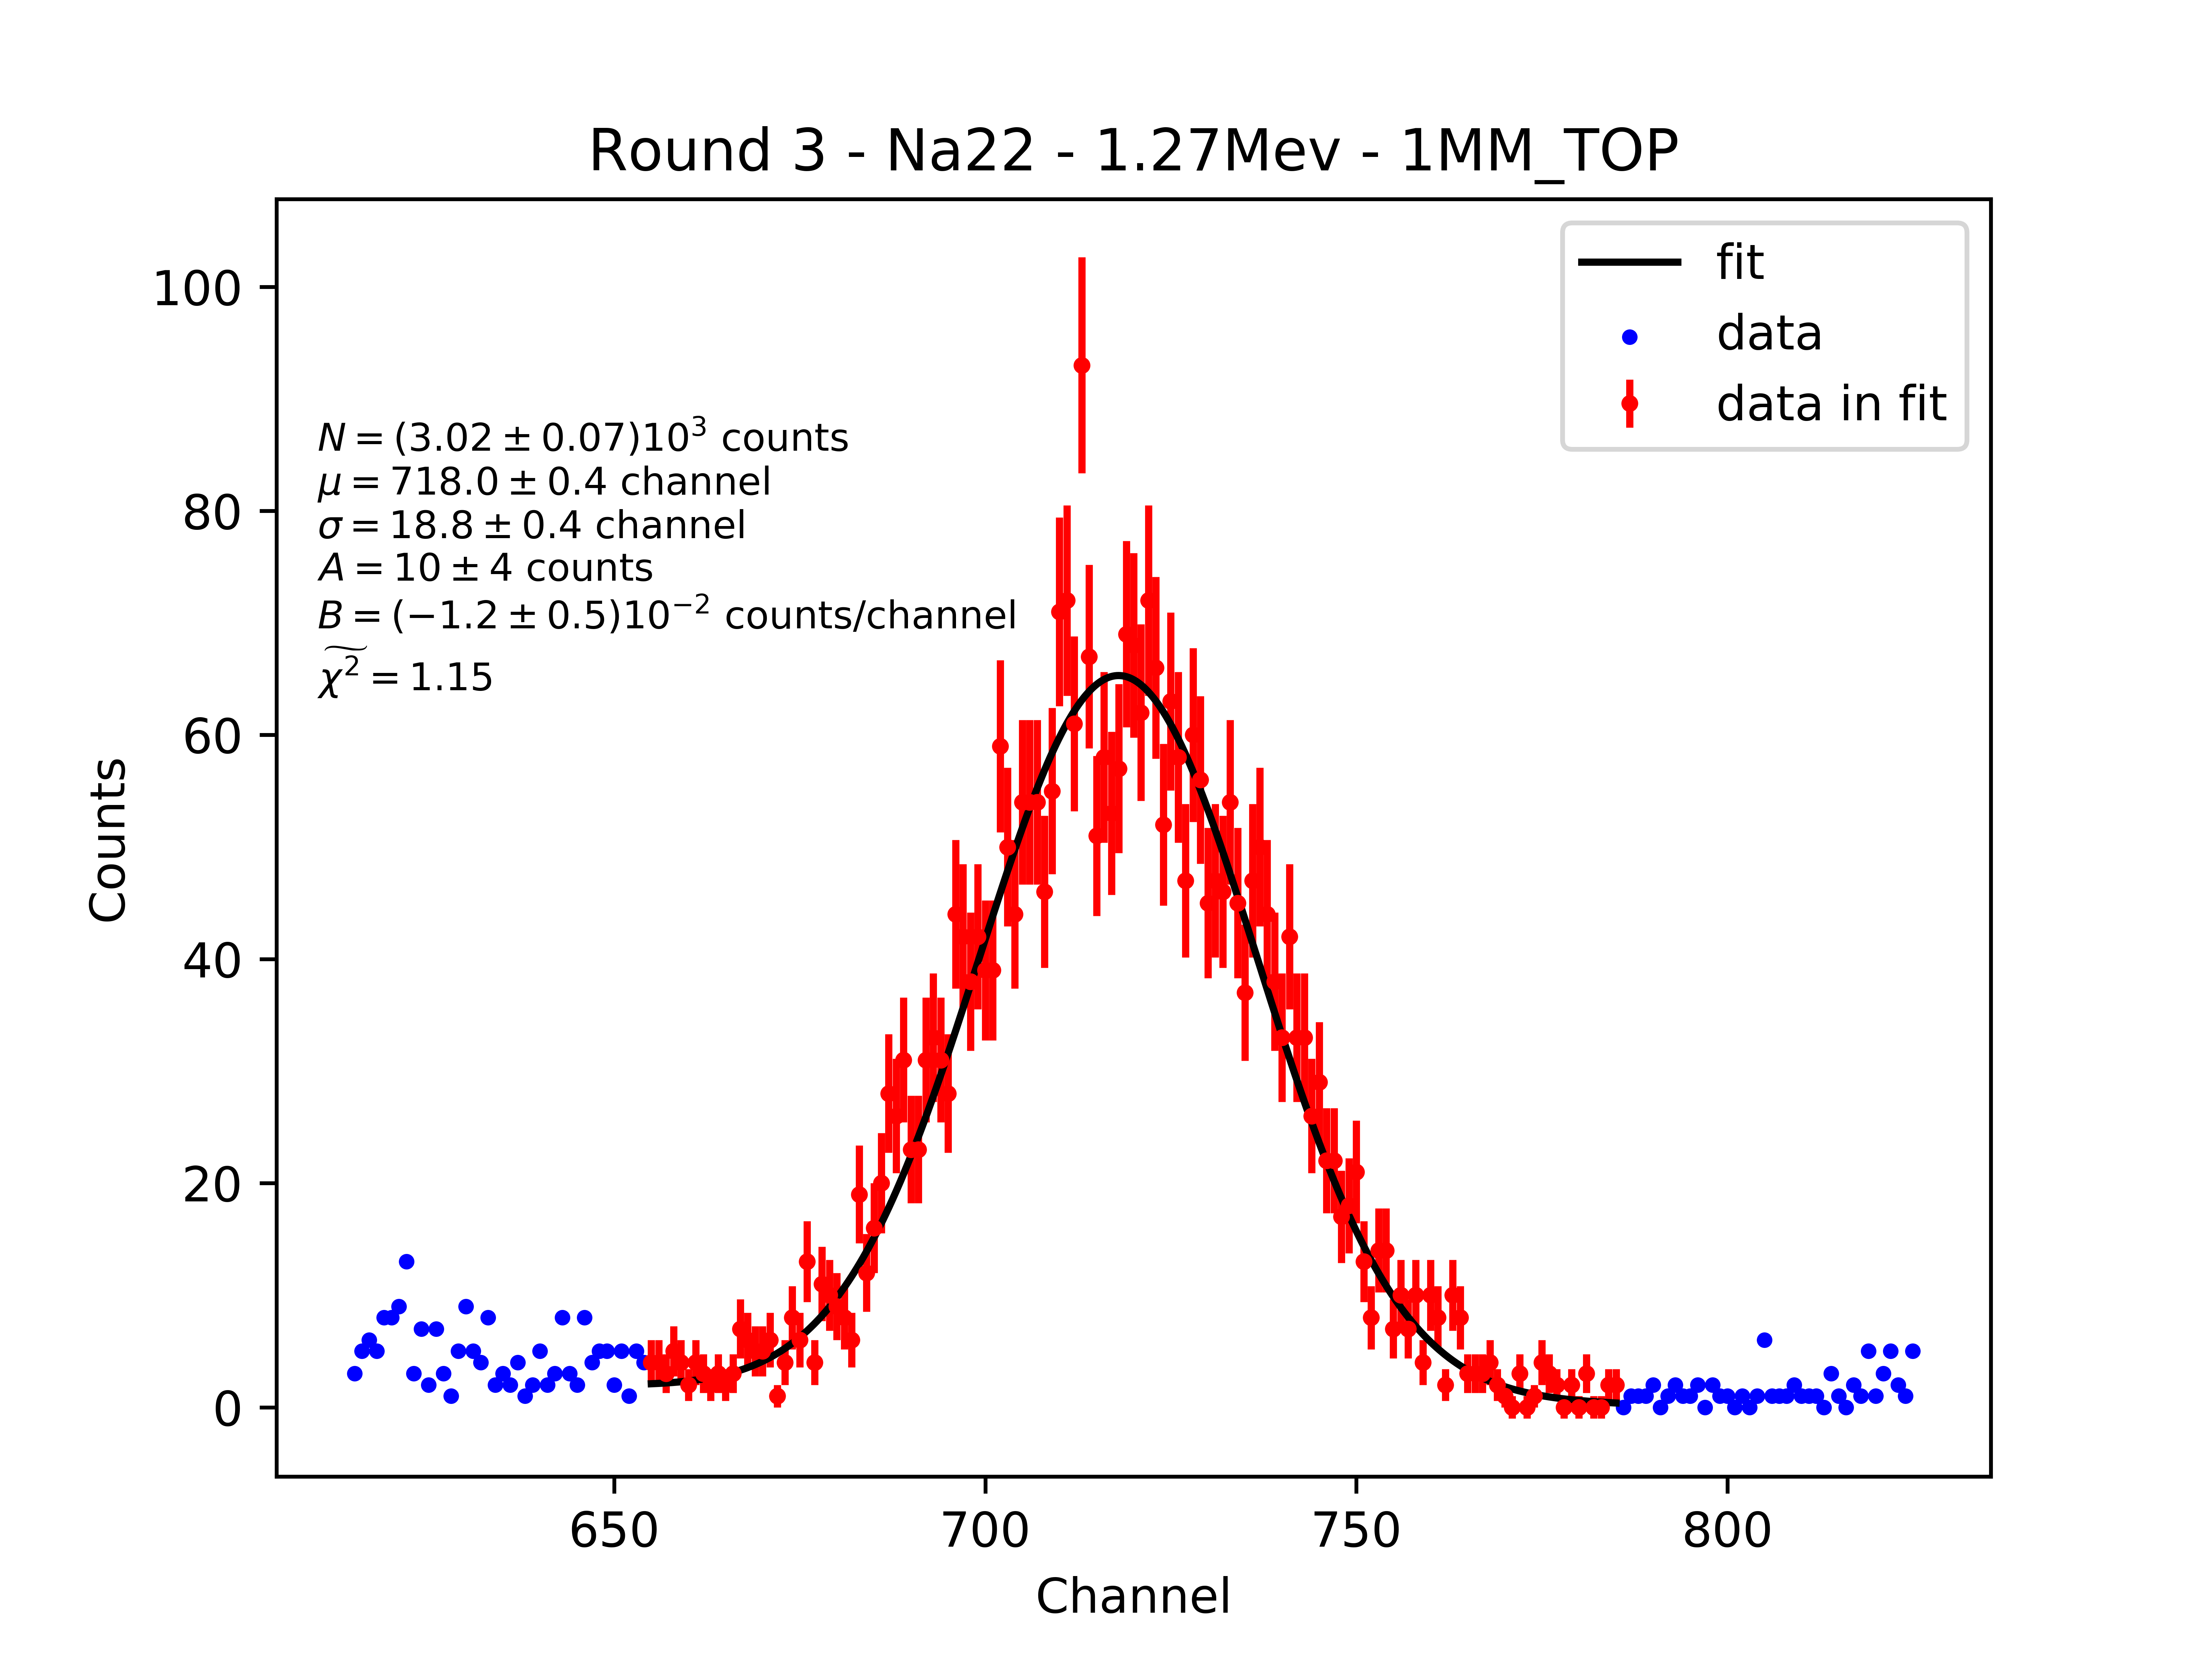 Round 3 - Na22 - 1.27Mev - 1MM_TOP
fit
data
data in fit
N = (3.02 ± 0.07)10³ counts
μ = 718.0 ± 0.4 channel
σ = 18.8 ± 0.4 channel
A = 10 ± 4 counts
B = (−1.2 ± 0.5)10⁻² counts/channel
χ̃² = 1.15
100
80
60
40
20
0
Counts
650 700 750 800
Channel